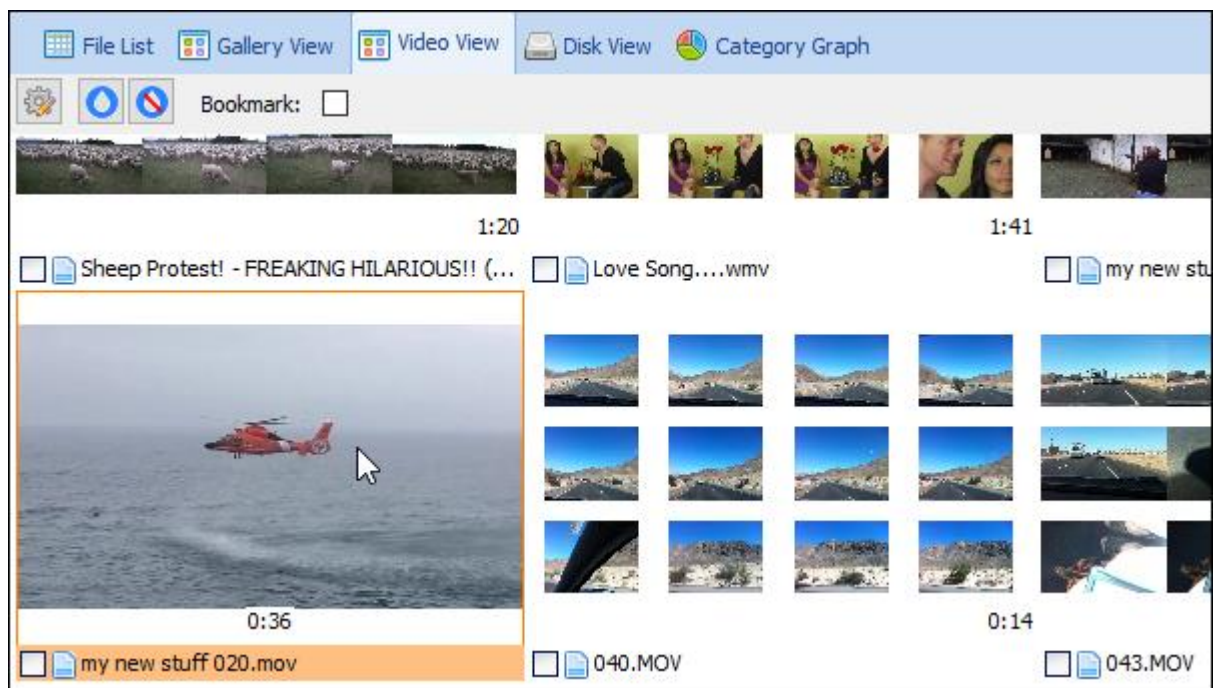 File List Gallery View Video View Disk View Category Graph
Bookmark:
1:20 1:41
Sheep Protest! - FREAKING HILARIOUS!! (... Love Song....wmv my new stu
0:36 0:14
my new stuff 020.mov 040.MOV 043.MOV